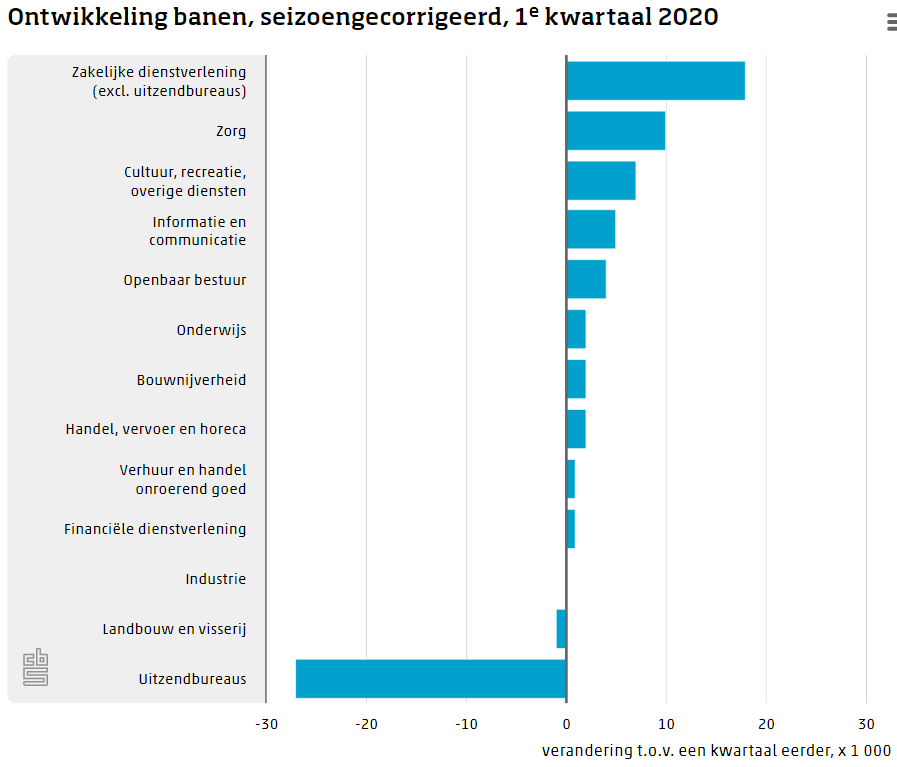 Ontwikkeling banen, seizoengecorrigeerd, 1e kwartaal 2020
Zakelijke dienstverlening
(excl. uitzendbureaus)
Zorg
Cultuur, recreatie,
overige diensten
Informatie en
communicatie
Openbaar bestuur
Onderwijs
Bouwnijverheid
Handel, vervoer en horeca
Verhuur en handel
onroerend goed
Financiële dienstverlening
Industrie
Landbouw en visserij
Uitzendbureaus
cbs
-30 -20 -10 0 10 20 30
verandering t.o.v. een kwartaal eerder, x 1 000